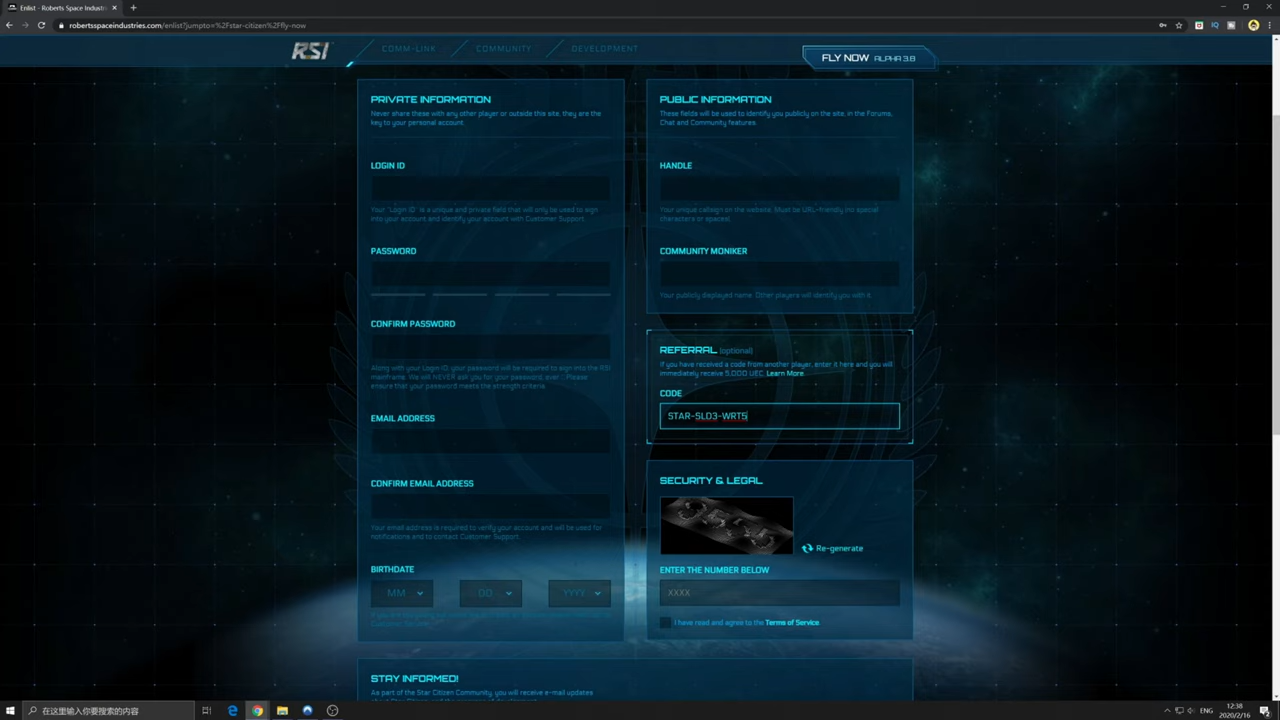 Enlist - Roberts Space Industri
robertsspaceindustries.com/enlist?jumpto=%2Fstar-citizen%2Ffly-now
RSI
COMM-LINK
COMMUNITY
DEVELOPMENT
FLY NOW ALPHA 3.8
PRIVATE INFORMATION
Never share these with any other player or outside this site, they are the
key to your personal account.
LOGIN ID
Your "Login ID" is a unique and private field that will only be used to sign
into your account and identify your account with Customer Support.
PASSWORD
CONFIRM PASSWORD
Along with your Login ID, your password will be required to sign into the RSI
mainframe. We will NEVER ask you for your password, ever. Please
ensure that your password meets the strength criteria.
EMAIL ADDRESS
CONFIRM EMAIL ADDRESS
Your email address is required to verify your account and will be used for
notifications and to contact Customer Support.
BIRTHDATE
MM
DD
YYYY
Customer Service.
PUBLIC INFORMATION
These fields will be used to identify you publicly on the site, in the Forums,
Chat and Community features.
HANDLE
Your unique callsign on the website. Must be URL-friendly (no special
characters or spaces).
COMMUNITY MONIKER
Your publicly displayed name. Other players will identify you with it.
REFERRAL (optional)
If you have received a code from another player, enter it here and you will
immediately receive 5,000 UEC. Learn More.
CODE
STAR-SLD3-WRT5
SECURITY & LEGAL
Re-generate
ENTER THE NUMBER BELOW
XXXX
I have read and agree to the Terms of Service.
STAY INFORMED!
As part of the Star Citizen Community, you will receive e-mail updates
在这里输入你要搜索的内容
ENG
12:38
2020/2/16